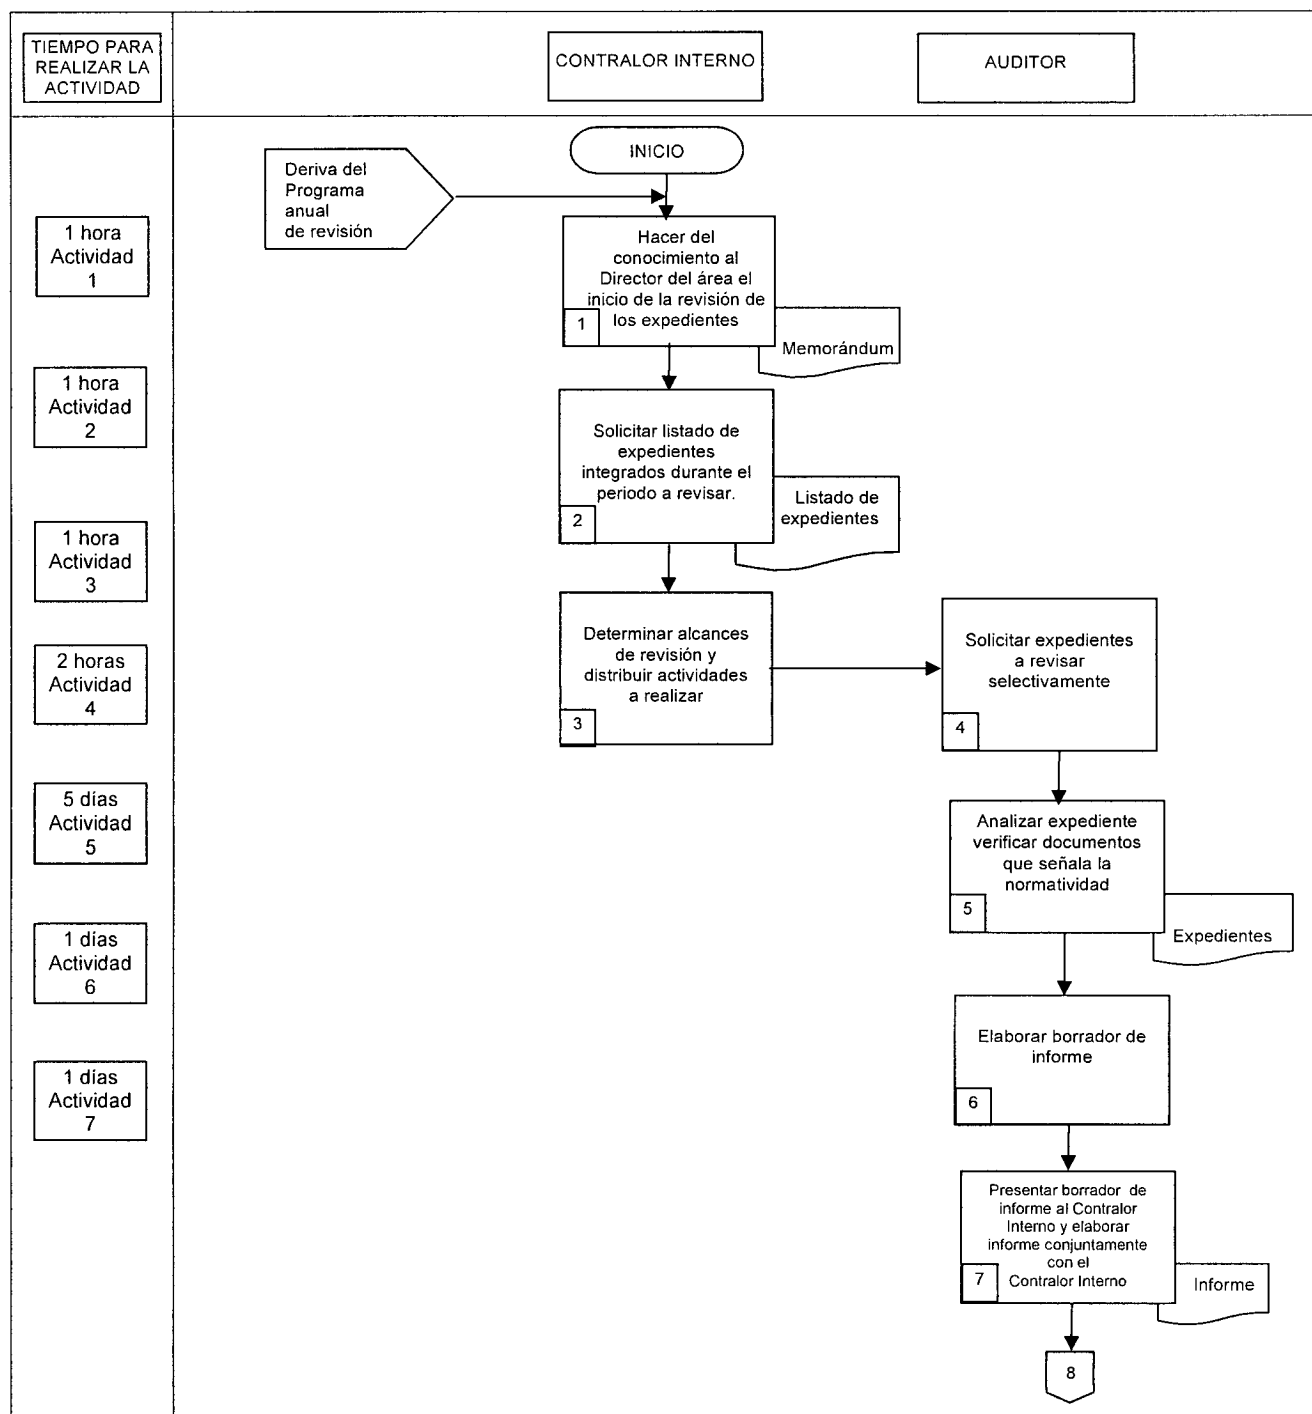 TIEMPO PARA
REALIZAR LA
ACTIVIDAD
CONTRALOR INTERNO
AUDITOR
INICIO
Deriva del
Programa
anual
de revisión
1 hora
Actividad
1
Hacer del
conocimiento al
Director del área el
inicio de la revisión de
los expedientes
1
Memorándum
1 hora
Actividad
2
Solicitar listado de
expedientes
integrados durante el
periodo a revisar.
2
Listado de
expedientes
1 hora
Actividad
3
Determinar alcances
de revisión y
distribuir actividades
a realizar
3
2 horas
Actividad
4
Solicitar expedientes
a revisar
selectivamente
4
5 días
Actividad
5
Analizar expediente
verificar documentos
que señala la
normatividad
5
Expedientes
1 días
Actividad
6
Elaborar borrador de
informe
6
1 días
Actividad
7
Presentar borrador de
informe al Contralor
Interno y elaborar
informe conjuntamente
con el
Contralor Interno
7
Informe
8